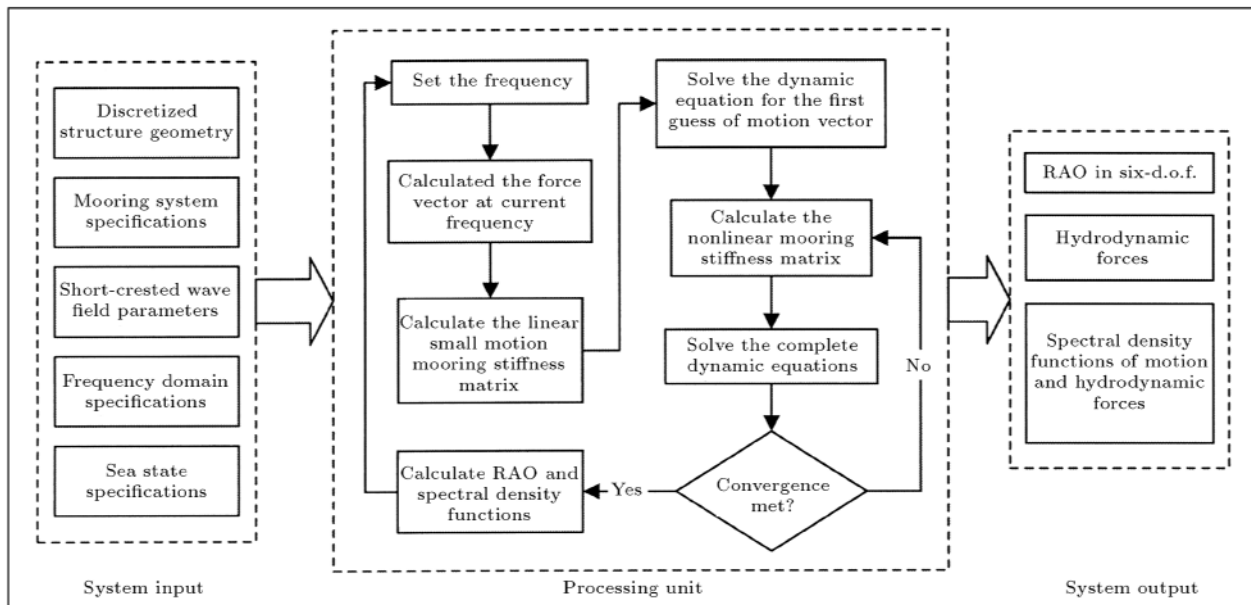 Discretized
structure geometry
Mooring system
specifications
Short-crested wave
field parameters
Frequency domain
specifications
Sea state
specifications
System input
Set the frequency
Calculated the force
vector at current
frequency
Calculate the linear
small motion
mooring stiffness
matrix
Solve the dynamic
equation for the first
guess of motion vector
Calculate the
nonlinear mooring
stiffness matrix
Solve the complete
dynamic equations
Convergence
met?
No
Yes
Calculate RAO and
spectral density
functions
Processing unit
RAO in six-d.o.f.
Hydrodynamic
forces
Spectral density
functions of motion
and hydrodynamic
forces
System output